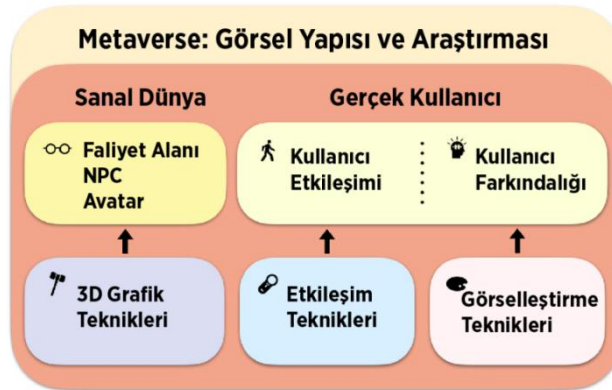 Metaverse: Görsel Yapısı ve Araştırması
Sanal Dünya
Gerçek Kullanıcı
Faliyet Alanı
NPC
Avatar
Kullanıcı
Etkileşimi
Kullanıcı
Farkındalığı
3D Grafik
Teknikleri
Etkileşim
Teknikleri
Görselleştirme
Teknikleri